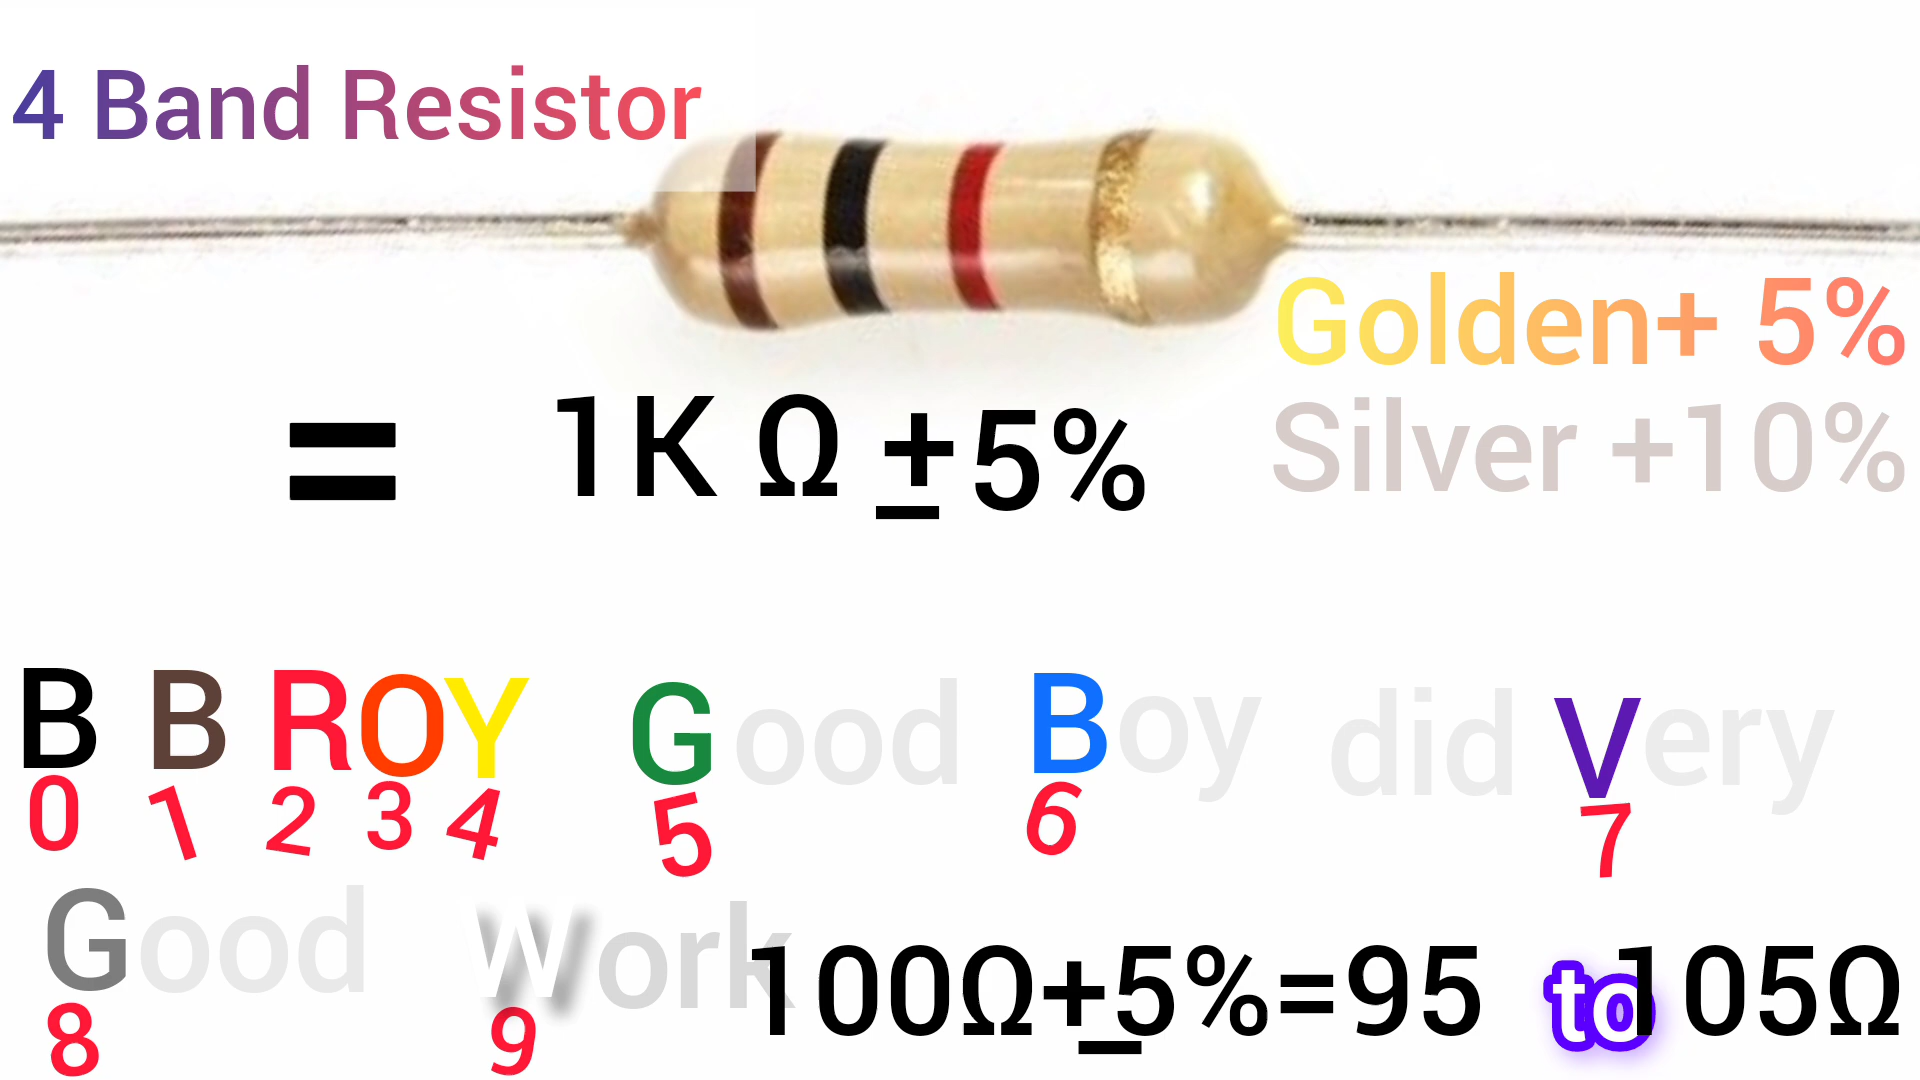 4 Band Resistor
Golden+ 5%
= 1K Ω ±5%
Silver +10%
B B ROY Good Boy did Very
0 1 2 3 4 5 6 7
Good Work
8 9
100Ω±5%=95 to 105Ω